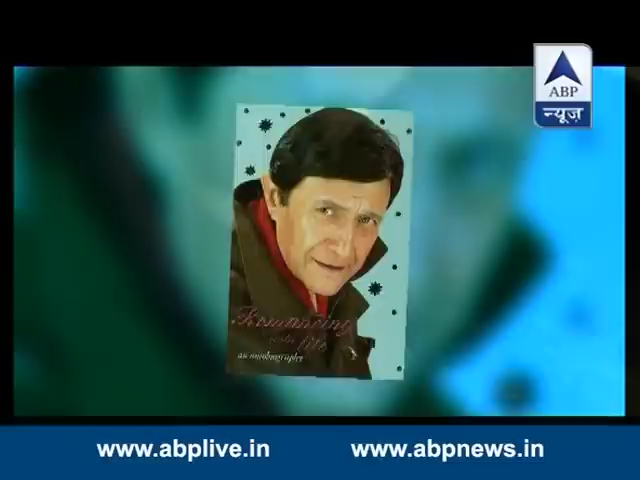 ABP
न्यूज़
Romancing
with life
an autobiography
www.abplive.in www.abpnews.in